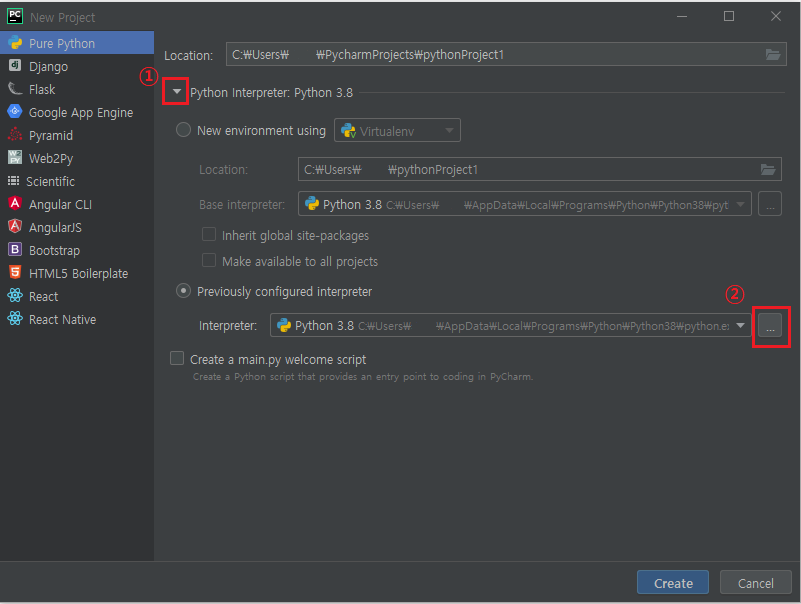 PC New Project
Pure Python
dj Django
Flask
Google App Engine
Pyramid
WEB2PY Web2Py
Scientific
A Angular CLI
A AngularJS
B Bootstrap
5 HTML5 Boilerplate
React
React Native
Location: C:₩Users₩ ₩PycharmProjects₩pythonProject1
① Python Interpreter: Python 3.8
New environment using Virtualenv
Location: C:₩Users₩ ₩pythonProject1
Base interpreter: Python 3.8 C:₩Users₩ ₩AppData₩Local₩Programs₩Python₩Python38₩pyt ...
Inherit global site-packages
Make available to all projects
Previously configured interpreter ②
Interpreter: Python 3.8 C:₩Users₩ ₩AppData₩Local₩Programs₩Python₩Python38₩python.e ...
Create a main.py welcome script
Create a Python script that provides an entry point to coding in PyCharm.
Create Cancel